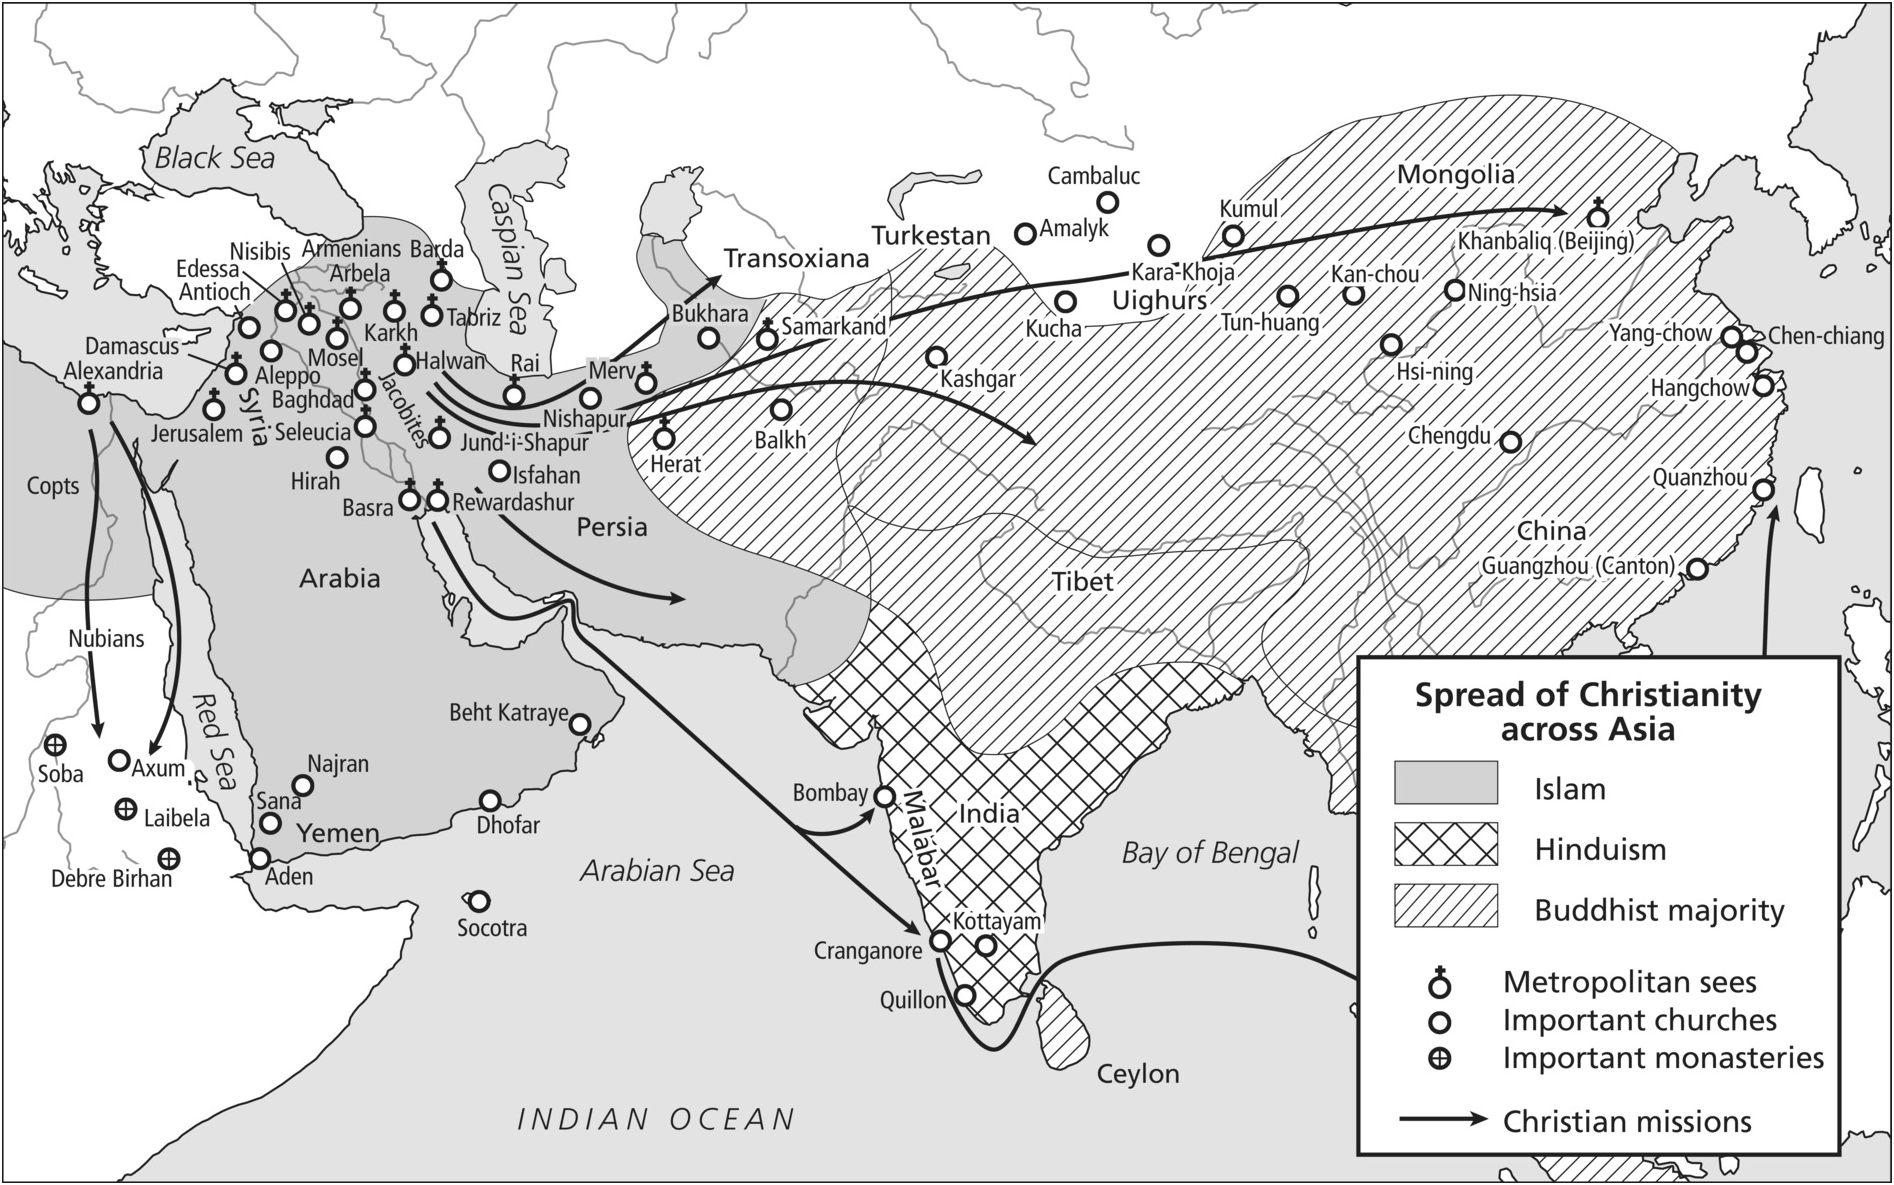 Black Sea
Caspian Sea
Mongolia
Cambaluc
Amalyk
Kumul
Turkestan
Transoxiana
Khanbaliq (Beijing)
Nisibis
Armenians
Barda
Edessa
Arbela
Antioch
Kara-Khoja
Uighurs
Kan-chou
Ning-hsia
Tun-huang
Kucha
Bukhara
Samarkand
Tabriz
Karkh
Mosel
Halwan
Rai
Merv
Damascus
Alexandria
Aleppo
Baghdad
Jacobites
Syria
Jerusalem
Seleucia
Nishapur
Kashgar
Hsi-ning
Yang-chow
Chen-chiang
Hangchow
Jund-i-Shapur
Balkh
Herat
Chengdu
Hirah
Isfahan
Copts
Basra
Rewardashur
Persia
Quanzhou
China
Guangzhou (Canton)
Arabia
Tibet
Nubians
Red Sea
Beht Katraye
Soba
Axum
Najran
Laibela
Sana
Yemen
Dhofar
Debre Birhan
Aden
Socotra
Arabian Sea
Bombay
Malabar
India
Bay of Bengal
Kottayam
Cranganore
Quillon
Ceylon
INDIAN OCEAN
Spread of Christianity
across Asia
Islam
Hinduism
Buddhist majority
Metropolitan sees
Important churches
Important monasteries
Christian missions